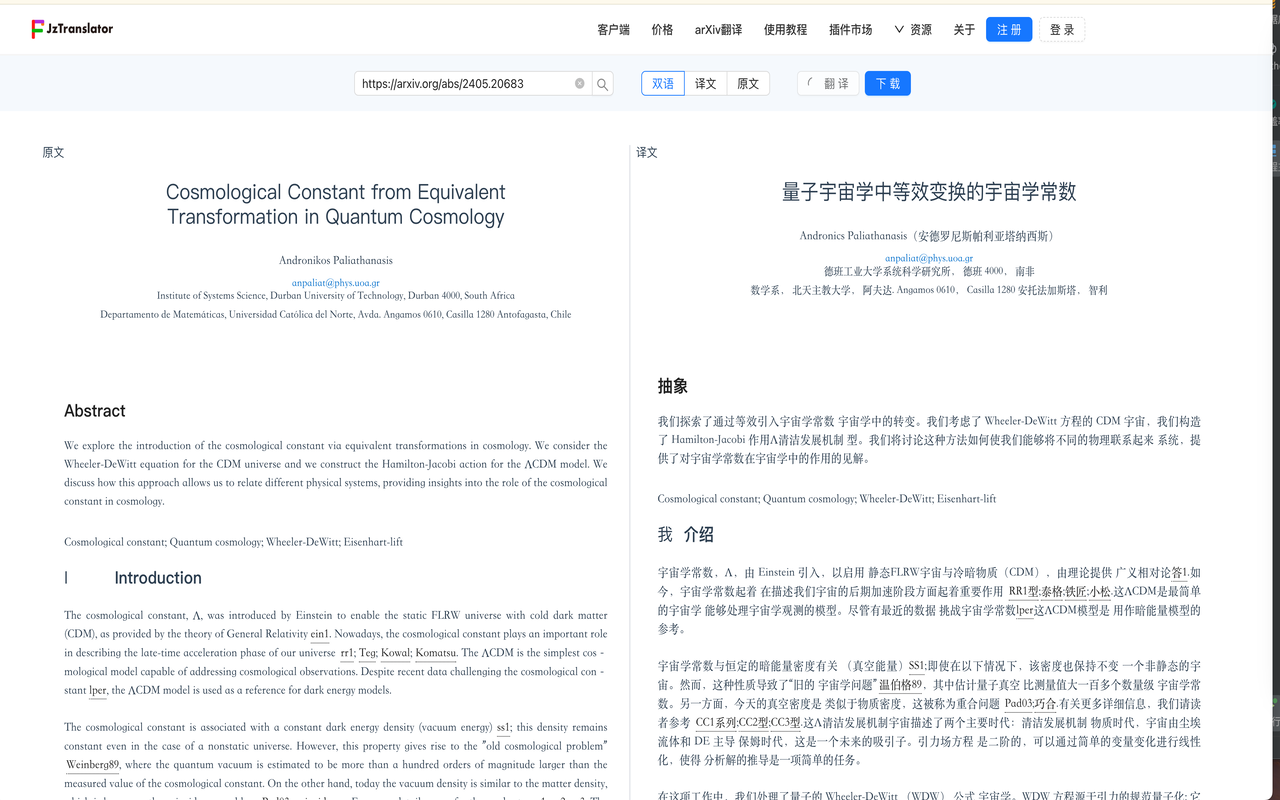 JzTranslator
客户端 价格 arXiv翻译 使用教程 插件市场 资源 关于 注 册 登 录
https://arxiv.org/abs/2405.20683 双语 译文 原文 翻 译 下 载
原文
Cosmological Constant from Equivalent
Transformation in Quantum Cosmology
Andronikos Paliathanasis
anpaliat@phys.uoa.gr
Institute of Systems Science, Durban University of Technology, Durban 4000, South Africa
Departamento de Matemáticas, Universidad Católica del Norte, Avda. Angamos 0610, Casilla 1280 Antofagasta, Chile
Abstract
We explore the introduction of the cosmological constant via equivalent transformations in cosmology. We consider the
Wheeler-DeWitt equation for the CDM universe and we construct the Hamilton-Jacobi action for the ΛCDM model. We
discuss how this approach allows us to relate different physical systems, providing insights into the role of the cosmological
constant in cosmology.
Cosmological constant; Quantum cosmology; Wheeler-DeWitt; Eisenhart-lift
I Introduction
The cosmological constant, Λ, was introduced by Einstein to enable the static FLRW universe with cold dark matter
(CDM), as provided by the theory of General Relativity ein1. Nowadays, the cosmological constant plays an important role
in describing the late-time acceleration phase of our universe rr1; Teg; Kowal; Komatsu. The ΛCDM is the simplest cos -
mological model capable of addressing cosmological observations. Despite recent data challenging the cosmological con -
stant lper, the ΛCDM model is used as a reference for dark energy models.
The cosmological constant is associated with a constant dark energy density (vacuum energy) ss1; this density remains
constant even in the case of a nonstatic universe. However, this property gives rise to the "old cosmological problem"
Weinberg89, where the quantum vacuum is estimated to be more than a hundred orders of magnitude larger than the
measured value of the cosmological constant. On the other hand, today the vacuum density is similar to the matter density,
译文
量子宇宙学中等效变换的宇宙学常数
Andronics Paliathanasis（安德罗尼斯帕利亚塔纳西斯）
anpaliat@phys.uoa.gr
德班工业大学系统科学研究所， 德班 4000， 南非
数学系， 北天主教大学， 阿夫达. Angamos 0610， Casilla 1280 安托法加斯塔， 智利
抽象
我们探索了通过等效引入宇宙学常数 宇宙学中的转变。我们考虑了 Wheeler-DeWitt 方程的 CDM 宇宙，我们构造
了 Hamilton-Jacobi 作用Λ清洁发展机制 型。我们将讨论这种方法如何使我们能够将不同的物理联系起来 系统，提
供了对宇宙学常数在宇宙学中的作用的见解。
Cosmological constant; Quantum cosmology; Wheeler-DeWitt; Eisenhart-lift
我 介绍
宇宙学常数，Λ，由 Einstein 引入，以启用 静态FLRW宇宙与冷暗物质（CDM），由理论提供 广义相对论答1.如
今，宇宙学常数起着 在描述我们宇宙的后期加速阶段方面起着重要作用 RR1型;泰格;铁匠;小松.这ΛCDM是最简单
的宇宙学 能够处理宇宙学观测的模型。尽管有最近的数据 挑战宇宙学常数lper这ΛCDM模型是 用作暗能量模型的
参考。
宇宙学常数与恒定的暗能量密度有关 （真空能量）SS1;即使在以下情况下，该密度也保持不变 一个非静态的宇
宙。然而，这种性质导致了“旧的 宇宙学问题”温伯格89，其中估计量子真空 比测量值大一百多个数量级 宇宙学常
数。另一方面，今天的真空密度是 类似于物质密度，这被称为重合问题 Pad03;巧合.有关更多详细信息，我们请读
者参考 CC1系列;CC2型;CC3型.这Λ清洁发展机制宇宙描述了两个主要时代：清洁发展机制 物质时代，宇宙由尘埃
流体和 DE 主导 保姆时代，这是一个未来的吸引子。引力场方程 是二阶的，可以通过简单的变量变化进行线性
化，使得 分析解的推导是一项简单的任务。
在这项工作中，我们处理了量子的 Wheeler-DeWitt （WDW） 公式 宇宙学。WDW 方程源于引力的规范量子化; 它